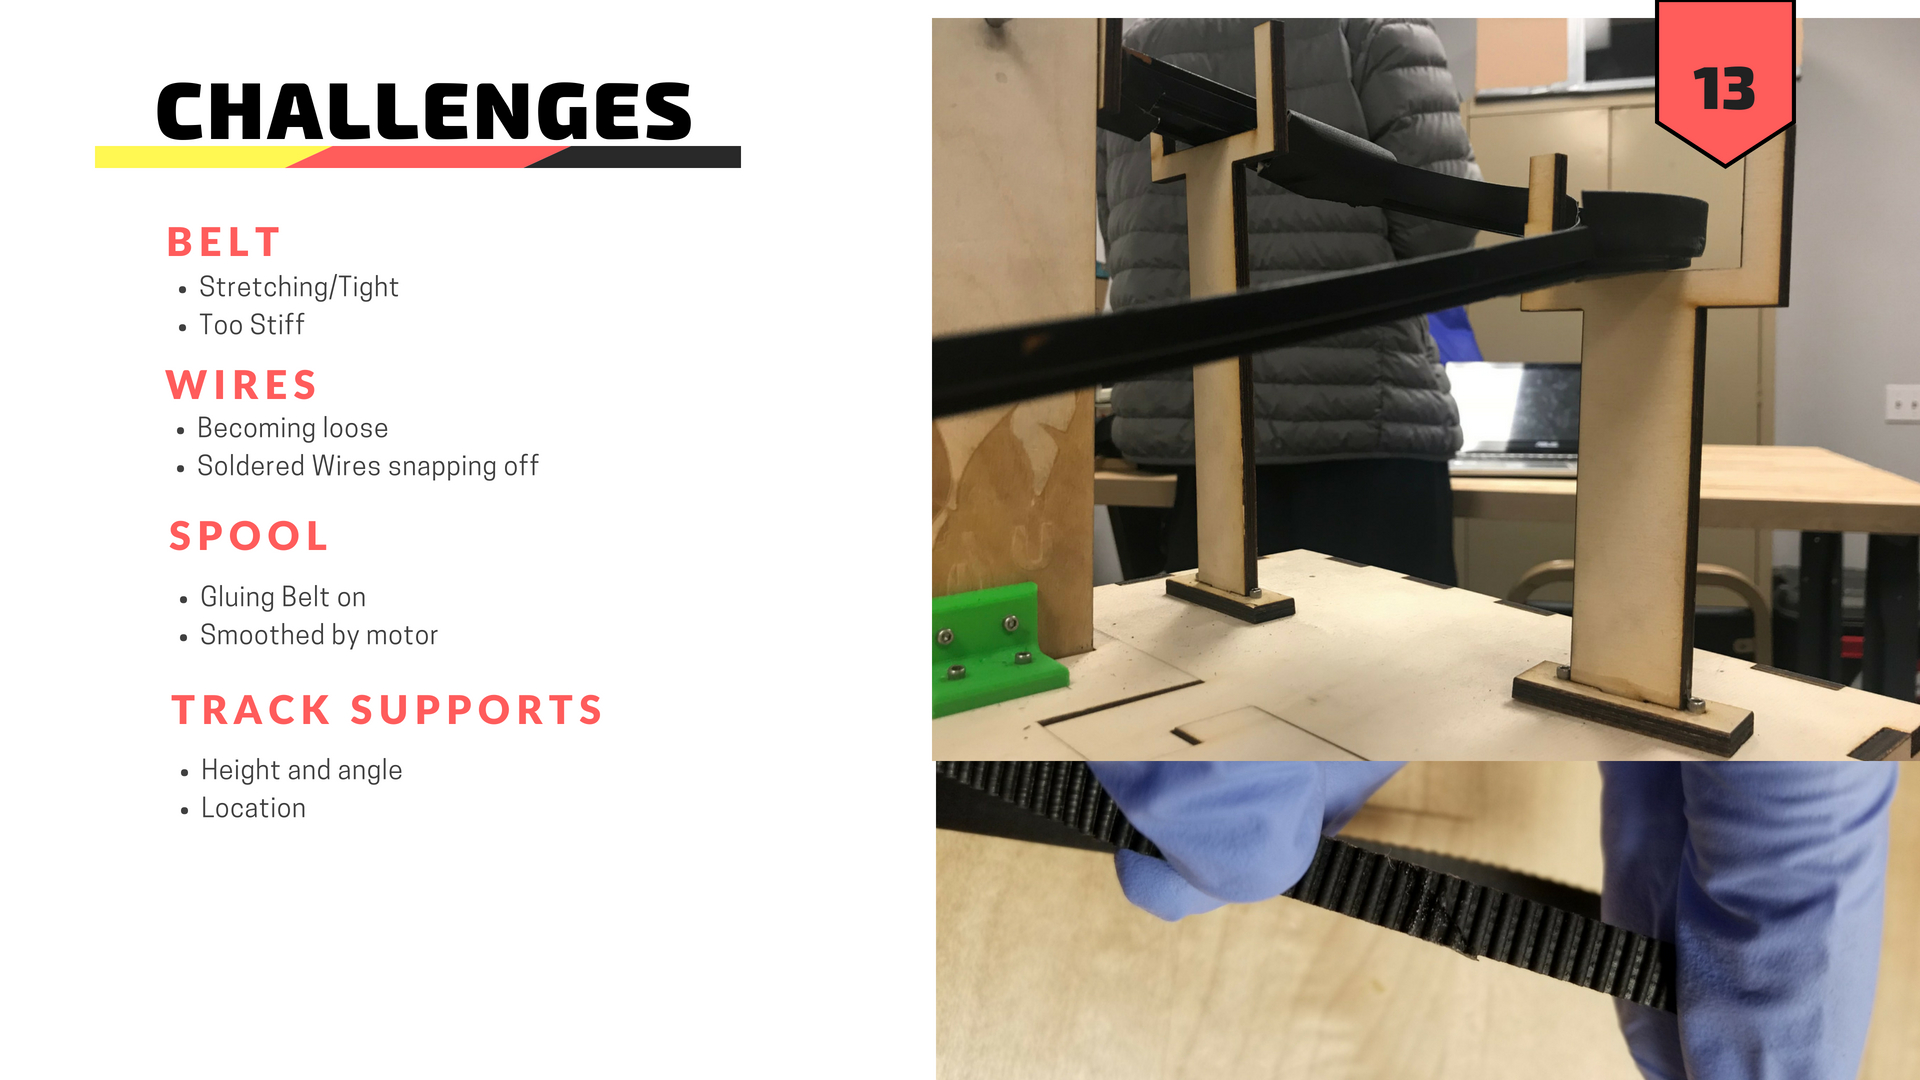 CHALLENGES
13
BELT
• Stretching/Tight
• Too Stiff
WIRES
• Becoming loose
• Soldered Wires snapping off
SPOOL
• Gluing Belt on
• Smoothed by motor
TRACK SUPPORTS
• Height and angle
• Location